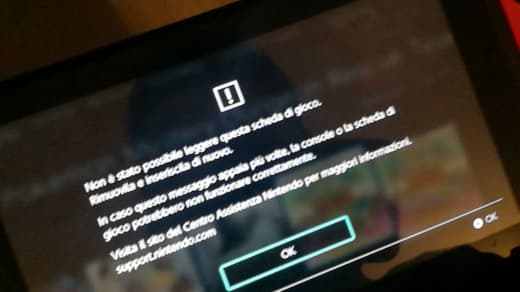 Non è stato possibile leggere questa scheda di gioco.
Rimuovila e inseriscila di nuovo.
In caso questo messaggio appaia più volte, la console o la scheda di
gioco potrebbero non funzionare correttamente.
Visita il sito del Centro Assistenza Nintendo per maggiori informazioni.
support.nintendo.com
OK
A OK